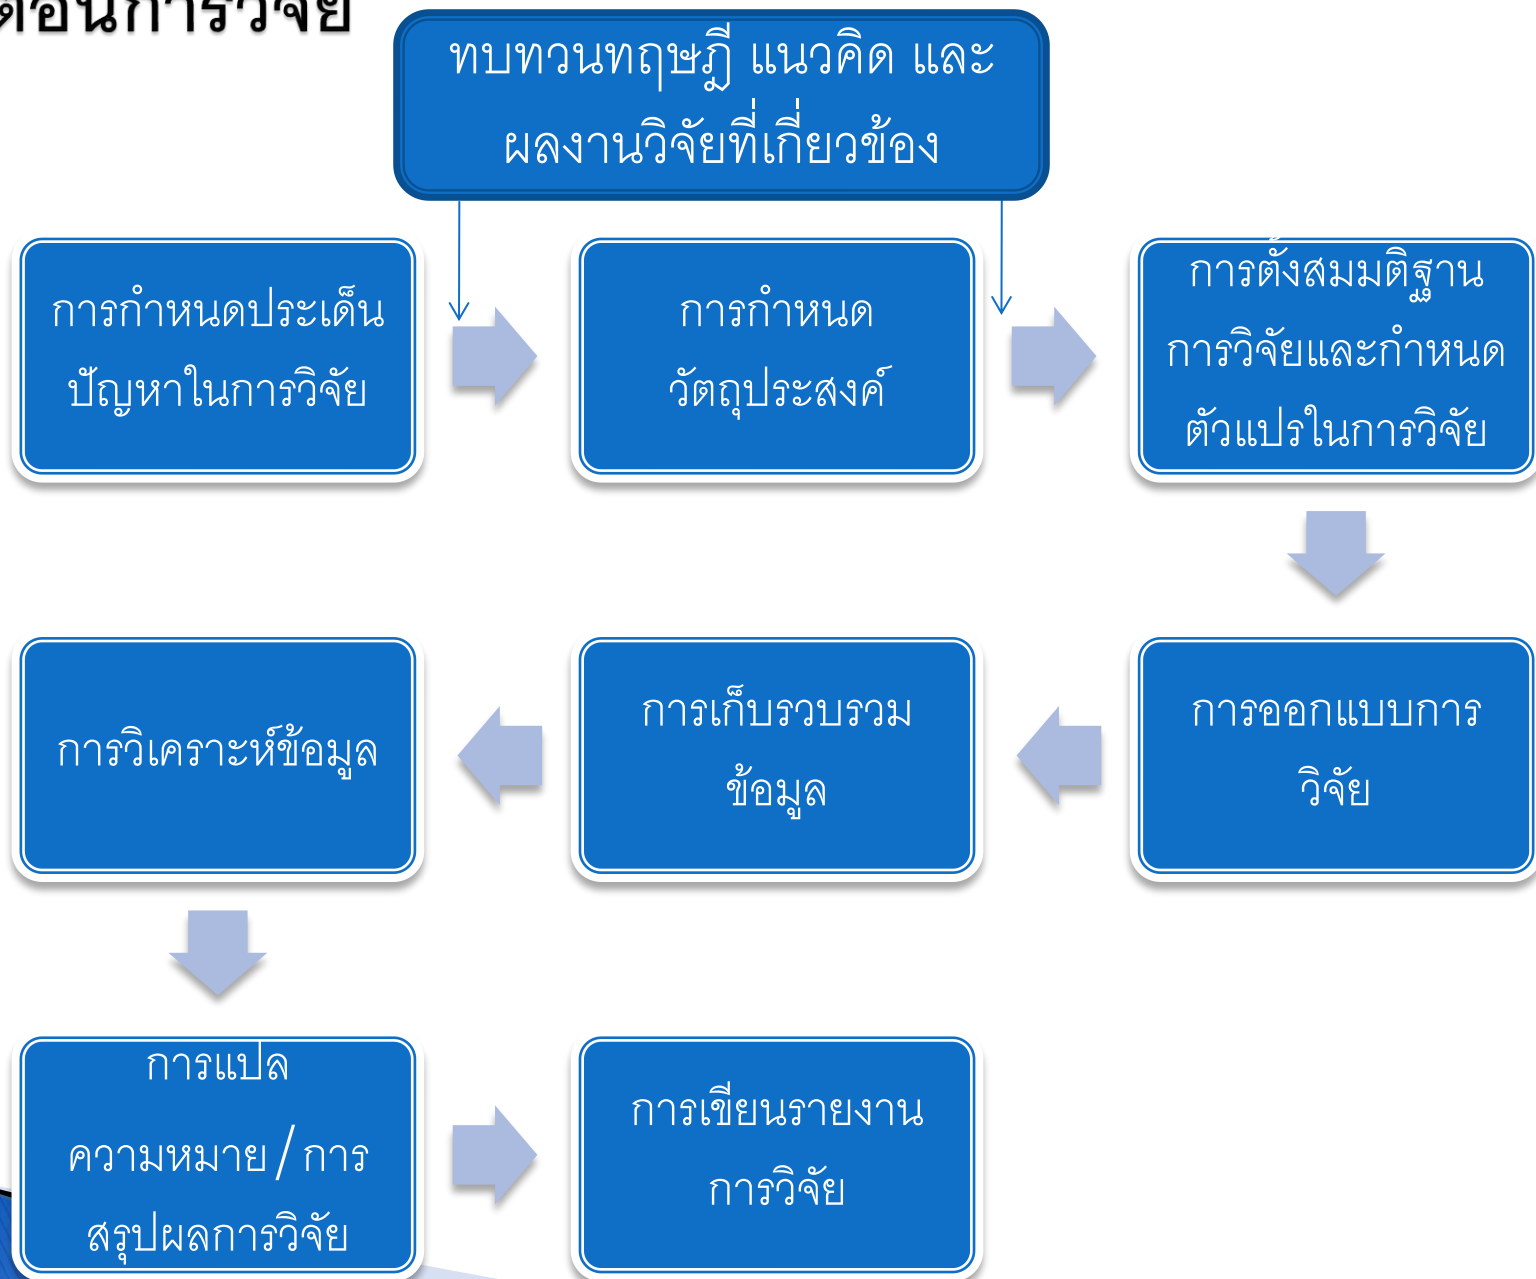 ตอนการวิจัย
ทบทวนทฤษฎี แนวคิด และ
ผลงานวิจัยที่เกี่ยวข้อง
การกำหนดประเด็น
ปัญหาในการวิจัย
การกำหนด
วัตถุประสงค์
การตั้งสมมติฐาน
การวิจัยและกำหนด
ตัวแปรในการวิจัย
การออกแบบการ
วิจัย
การเก็บรวบรวม
ข้อมูล
การวิเคราะห์ข้อมูล
การแปล
ความหมาย/การ
สรุปผลการวิจัย
การเขียนรายงาน
การวิจัย